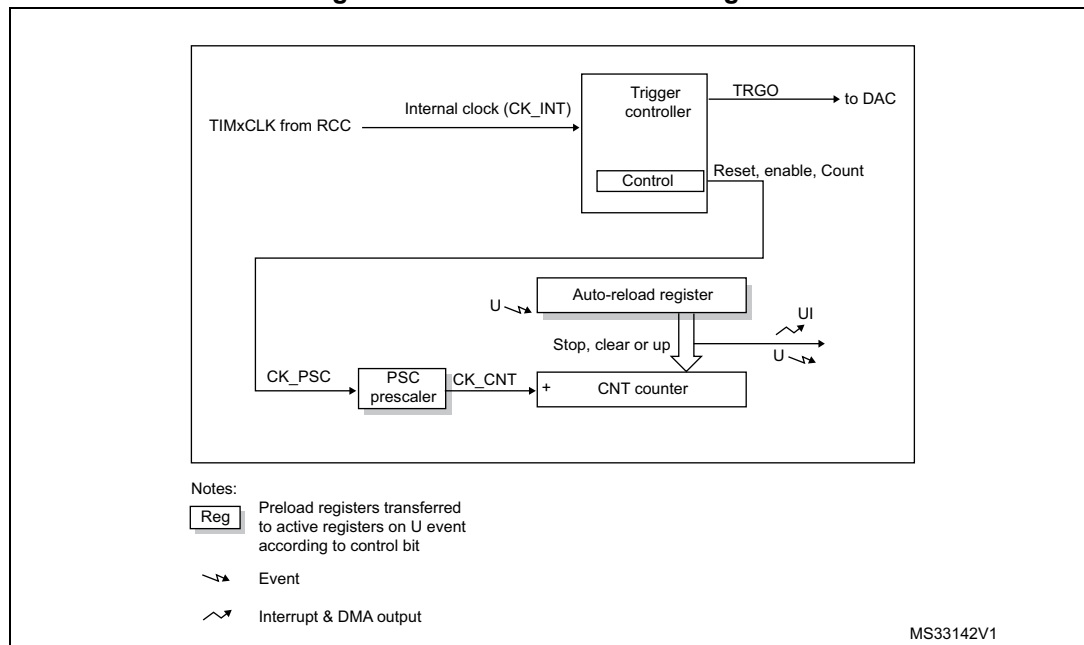 Trigger
controller
TRGO
to DAC
Internal clock (CK_INT)
TIMxCLK from RCC
Control
Reset, enable, Count
U
Auto-reload register
UI
Stop, clear or up
U
CK_PSC
PSC
prescaler
CK_CNT
+
CNT counter
Notes:
Reg
Preload registers transferred
to active registers on U event
according to control bit
Event
Interrupt & DMA output
MS33142V1